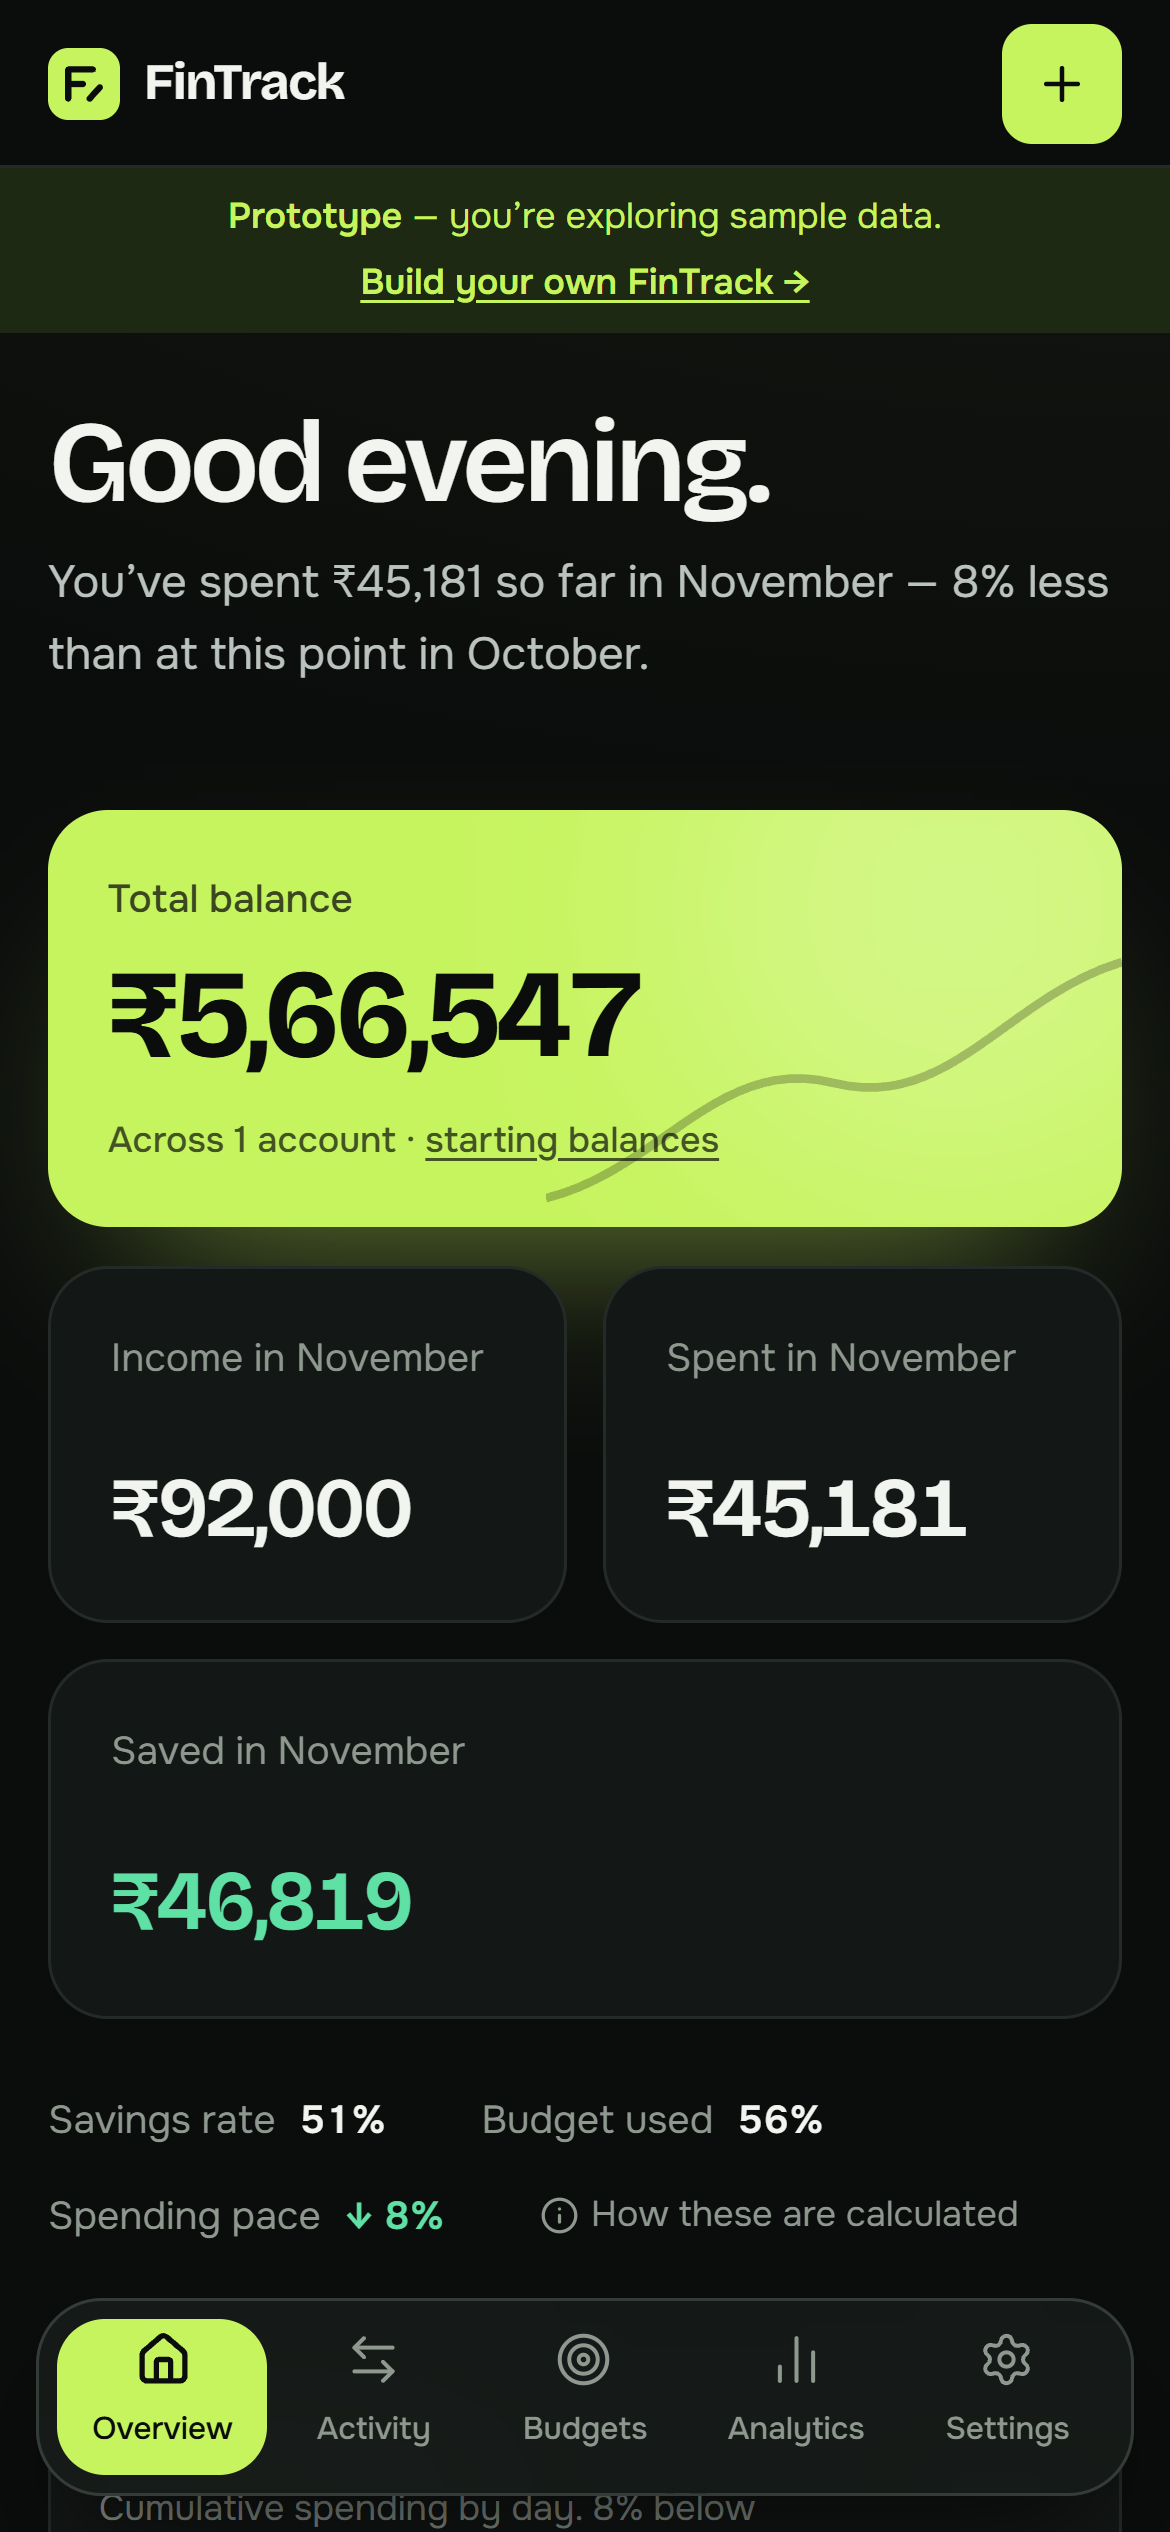 FinTrack
Prototype — you’re exploring sample data.
Build your own FinTrack →
Good evening.
You’ve spent ₹45,181 so far in November — 8% less
than at this point in October.
Total balance
₹5,66,547
Across 1 account · starting balances
Income in November
₹92,000
Spent in November
₹45,181
Saved in November
₹46,819
Savings rate 51% Budget used 56%
Spending pace ↓ 8% How these are calculated
Overview Activity Budgets Analytics Settings
Cumulative spending by day. 8% below